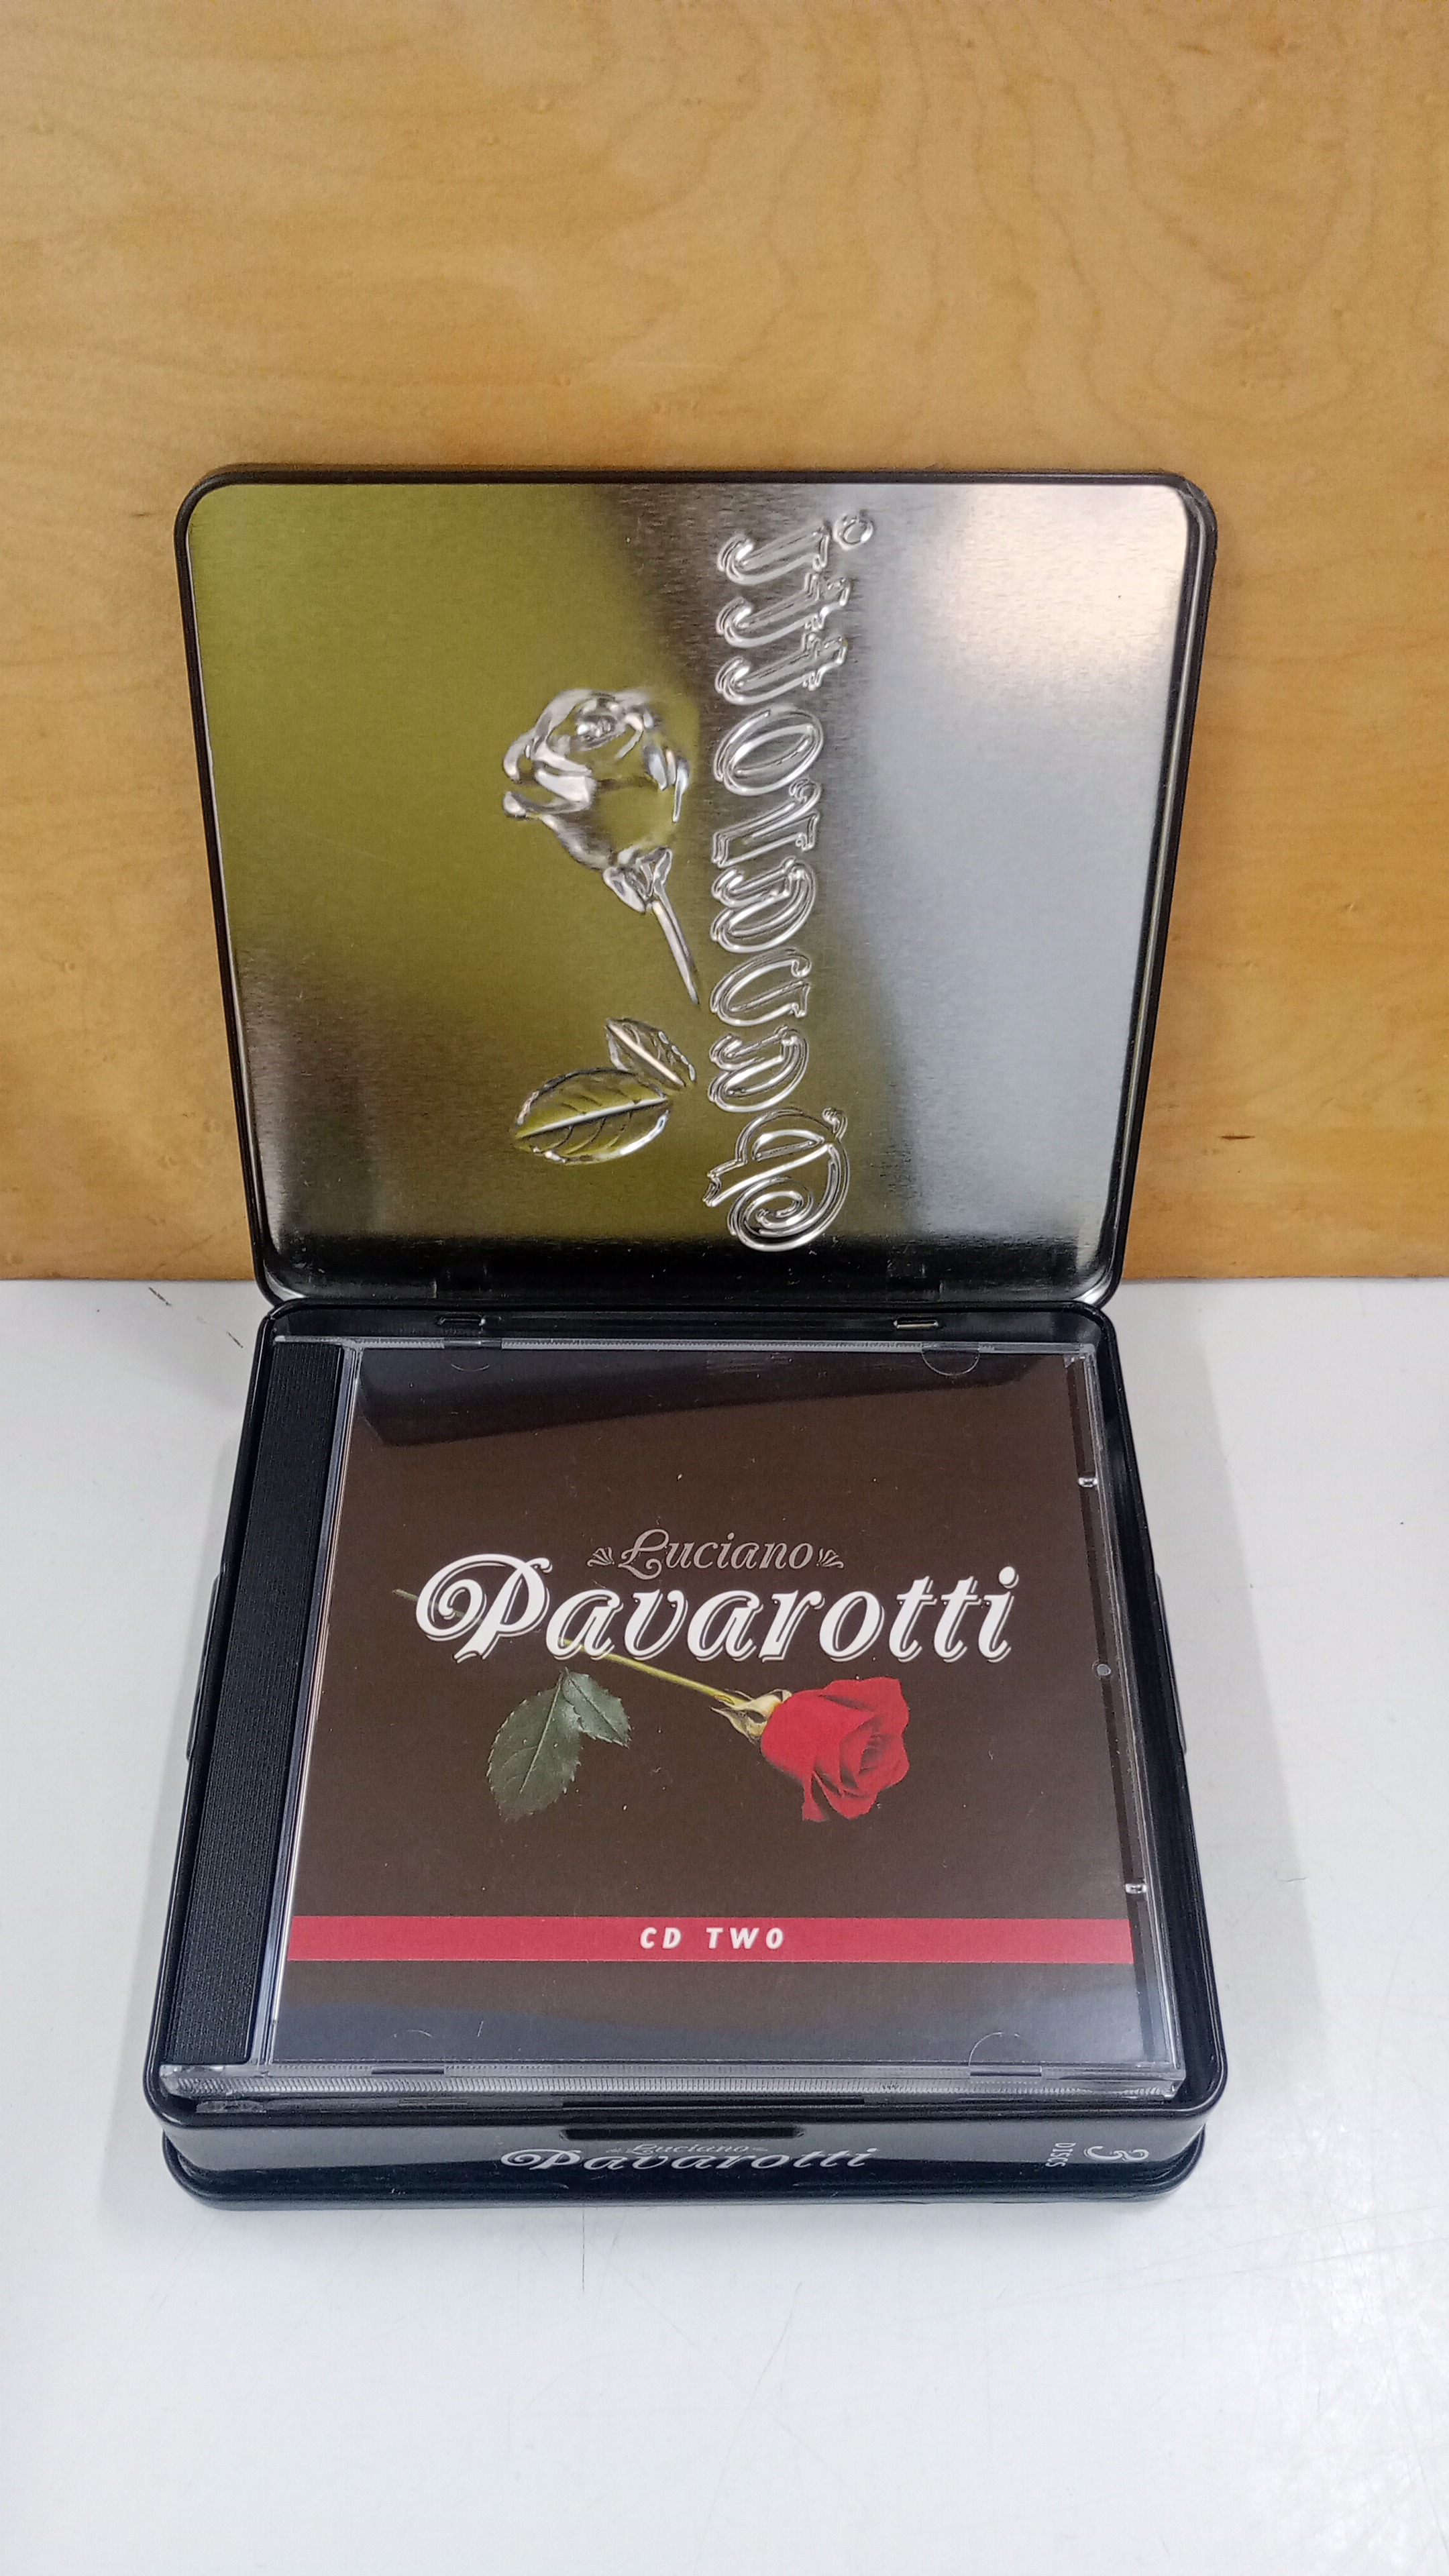 Pavarotti
Luciano
Pavarotti
CD TWO
Luciano
Pavarotti
3
DISCS